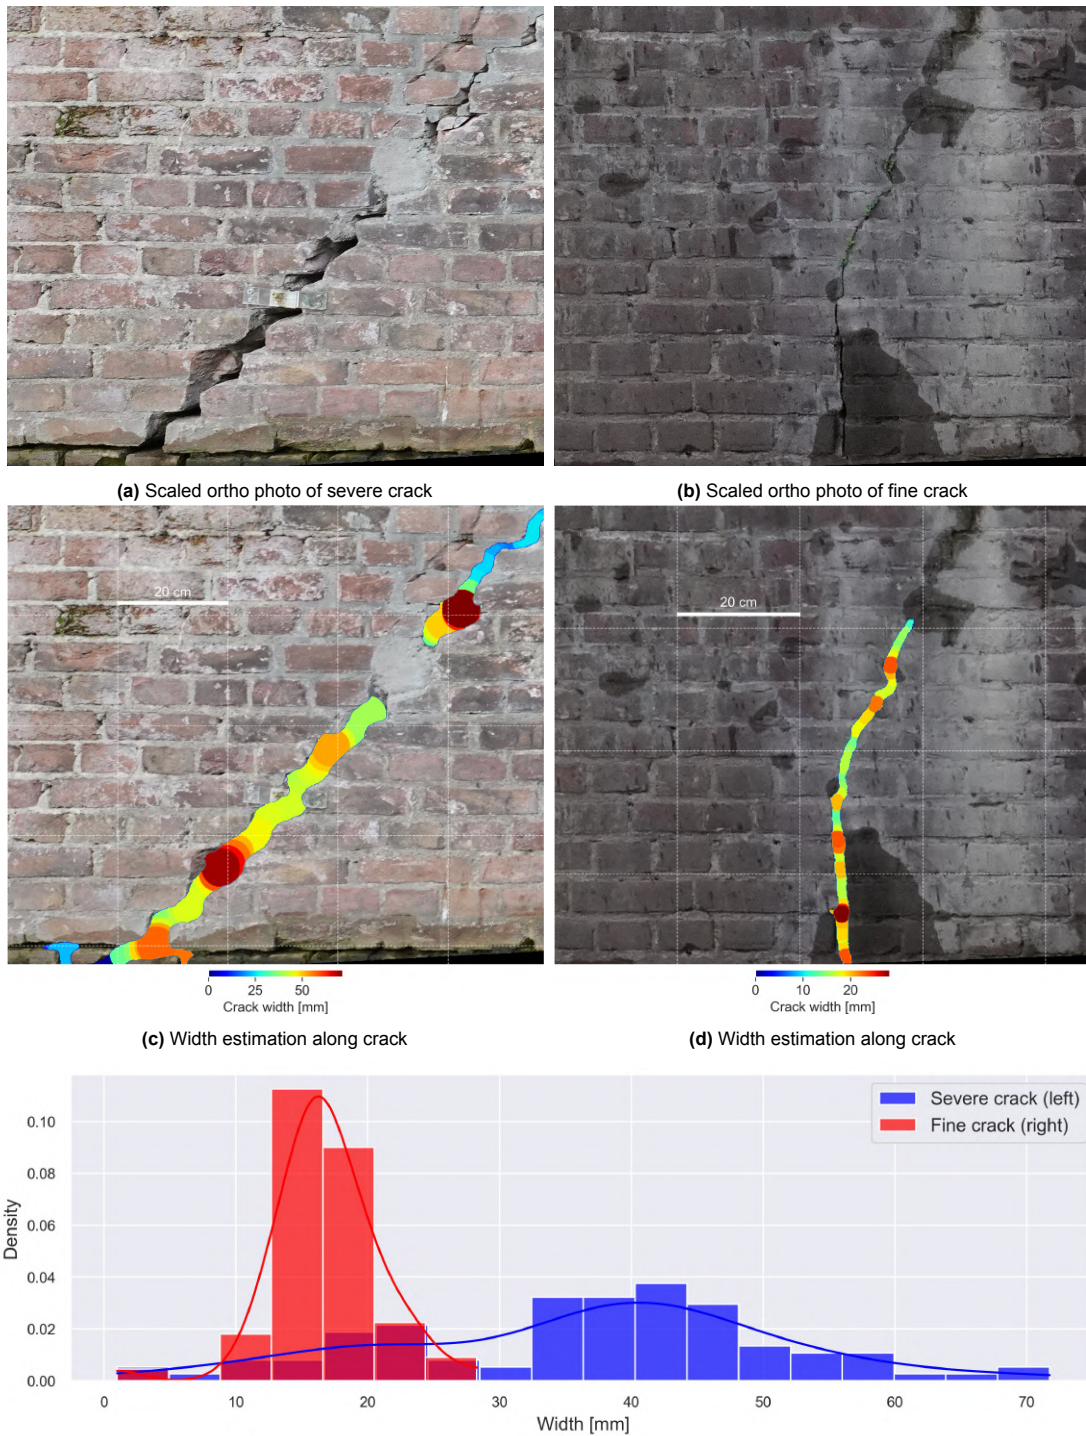 (a) Scaled ortho photo of severe crack
(b) Scaled ortho photo of fine crack
20 cm
20 cm
0 25 50
Crack width [mm]
0 10 20
Crack width [mm]
(c) Width estimation along crack
(d) Width estimation along crack
Severe crack (left)
Fine crack (right)
0.10
0.08
0.06
0.04
0.02
0.00
Density
0 10 20 30 40 50 60 70
Width [mm]